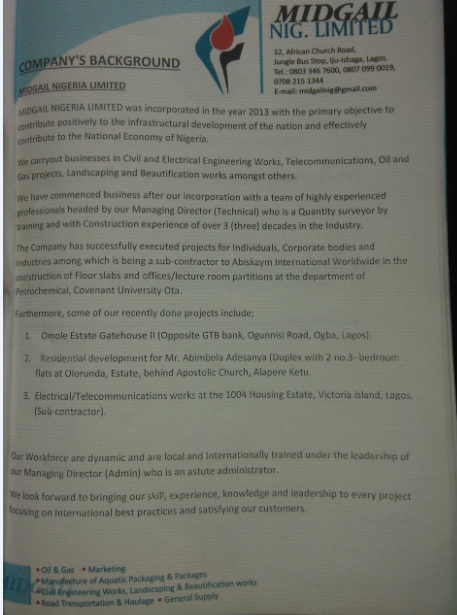 MIDGAIL
NIG. LIMITED
32, African Church Road,
Jungle Bus Stop, Iju-Ishaga, Lagos.
Tel.: 0803 346 7600, 0807 099 0019,
0708 215 1344
E-mail: midgailnig@gmail.com
COMPANY'S BACKGROUND
MIDGAIL NIGERIA LIMITED
MIDGAIL NIGERIA LIMITED was incorporated in the year 2013 with the primary objective to
contribute positively to the infrastructural development of the nation and effectively
contribute to the National Economy of Nigeria.
We carryout businesses in Civil and Electrical Engineering Works, Telecommunications, Oil and
Gas projects, Landscaping and Beautification works amongst others.
We have commenced business after our incorporation with a team of highly experienced
professionals headed by our Managing Director (Technical) who is a Quantity surveyor by
training and with Construction experience of over 3 (three) decades in the Industry.
The Company has successfully executed projects for Individuals, Corporate bodies and
Industries among which is being a sub-contractor to Abiskaym International Worldwide in the
construction of Floor slabs and offices/lecture room partitions at the department of
Petrochemical, Covenant University Ota.
Furthermore, some of our recently done projects include;
1. Omole Estate Gatehouse II (Opposite GTB bank, Ogunnisi Road, Ogba, Lagos).
2. Residential development for Mr. Abimbola Adesanya (Duplex with 2 no.3- bedroom
flats at Olorunda, Estate, behind Apostolic Church, Alapere Ketu.
3. Electrical/Telecommunications works at the 1004 Housing Estate, Victoria Island, Lagos.
(Sub-contractor).
Our Workforce are dynamic and are local and Internationally trained under the leadership of
our Managing Director (Admin) who is an astute administrator.
We look forward to bringing our skill, experience, knowledge and leadership to every project
focusing on International best practices and satisfying our customers.
• Oil & Gas • Marketing
• Manufacture of Aquatic Packaging & Packages
• Civil Engineering Works, Landscaping & Beautification works
• Road Transportation & Haulage • General Supply